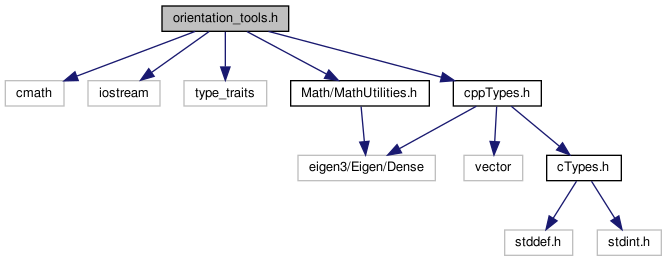 orientation_tools.h
cmath
iostream
type_traits
Math/MathUtilities.h
cppTypes.h
eigen3/Eigen/Dense
vector
cTypes.h
stddef.h
stdint.h